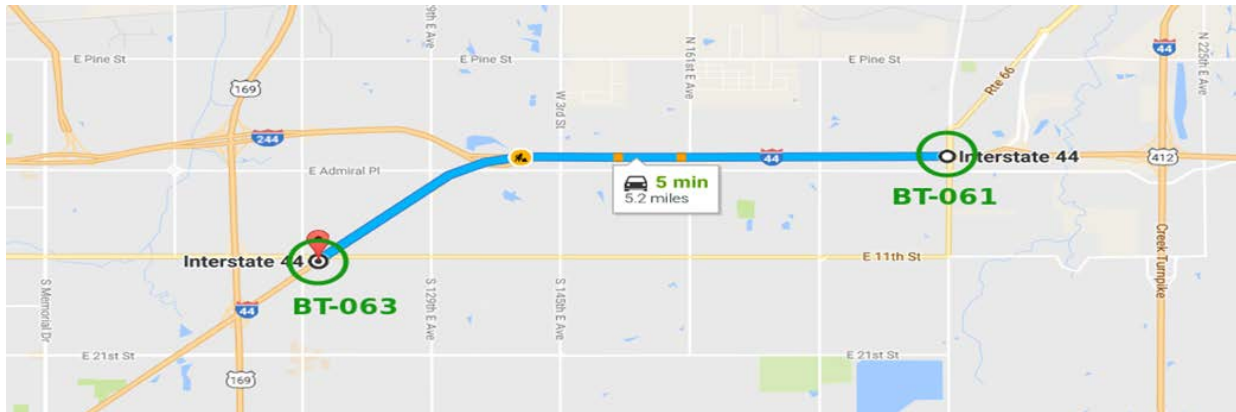 E Pine St
169
9th E Ave
E Pine St
W 3rd St
N 161st E Ave
E Pine St
Rte 66
44
N 225th E Ave
244
E Admiral Pl
44
Interstate 44
412
5 min
5.2 miles
BT-061
Interstate 44
BT-063
E 11th St
S Memorial Dr
44
S 129th E Ave
S 145th E Ave
Creek Turnpike
E 21st St
169
E 21st St